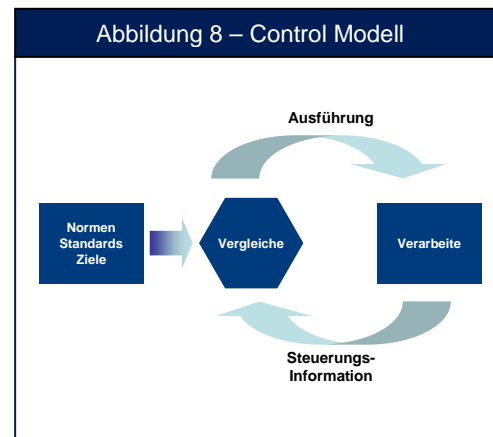 Abbildung 8 – Control Modell
Ausführung
Normen
Standards
Ziele
Vergleiche
Verarbeite
Steuerungs-
Information